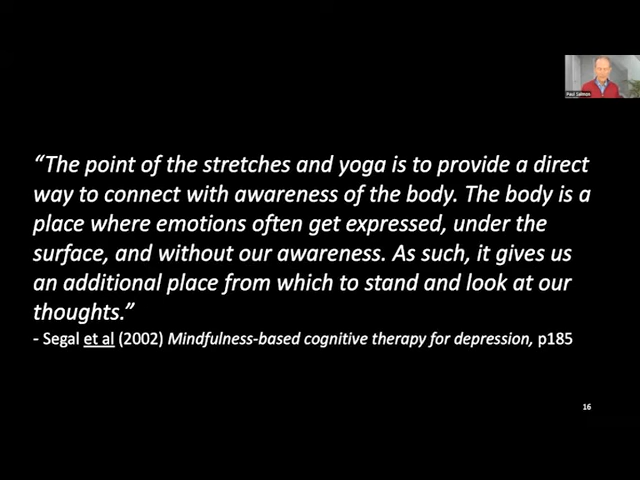 Paul Salmon
“The point of the stretches and yoga is to provide a direct
way to connect with awareness of the body. The body is a
place where emotions often get expressed, under the
surface, and without our awareness. As such, it gives us
an additional place from which to stand and look at our
thoughts.”
- Segal et al (2002) Mindfulness-based cognitive therapy for depression, p185
16